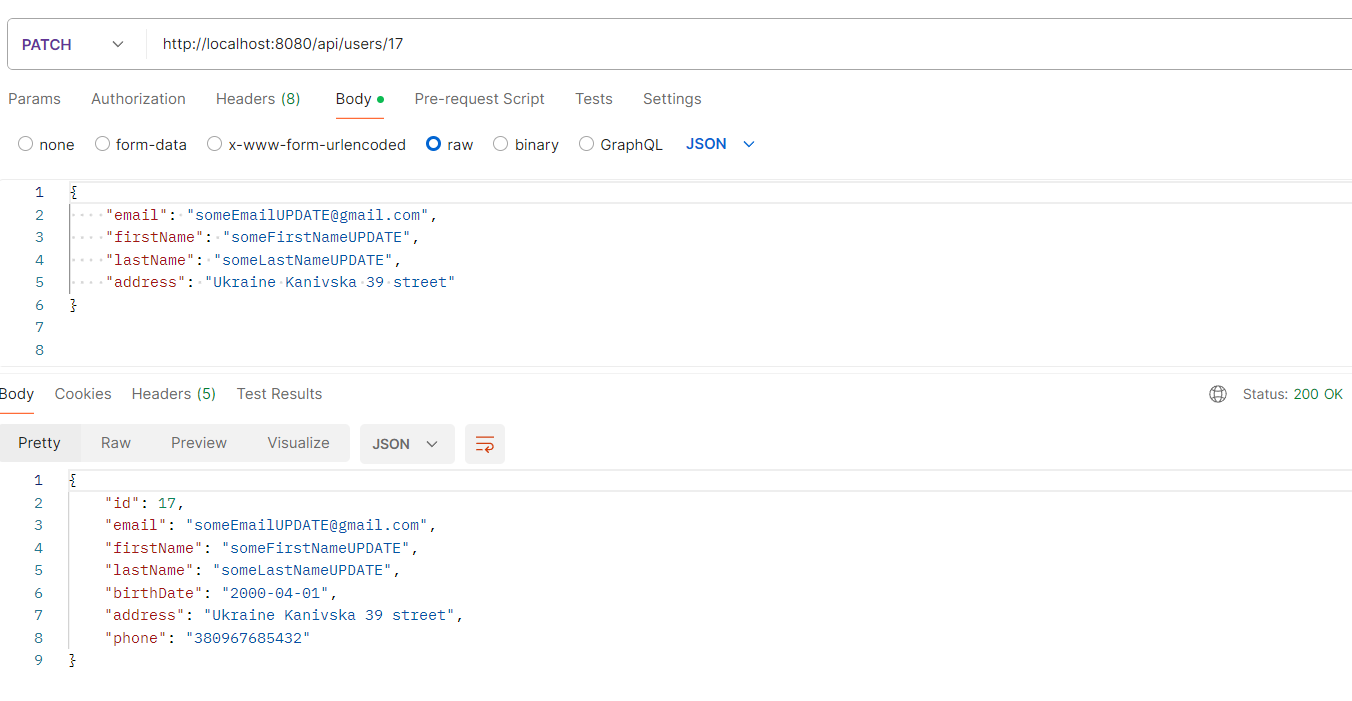 PATCH http://localhost:8080/api/users/17
Params Authorization Headers (8) Body Pre-request Script Tests Settings
none form-data x-www-form-urlencoded raw binary GraphQL JSON
1 {
2 "email": "someEmailUPDATE@gmail.com",
3 "firstName": "someFirstNameUPDATE",
4 "lastName": "someLastNameUPDATE",
5 "address": "Ukraine Kanivska 39 street"
6 }
7
8
Body Cookies Headers (5) Test Results Status: 200 OK
Pretty Raw Preview Visualize JSON
1 {
2 "id": 17,
3 "email": "someEmailUPDATE@gmail.com",
4 "firstName": "someFirstNameUPDATE",
5 "lastName": "someLastNameUPDATE",
6 "birthDate": "2000-04-01",
7 "address": "Ukraine Kanivska 39 street",
8 "phone": "380967685432"
9 }